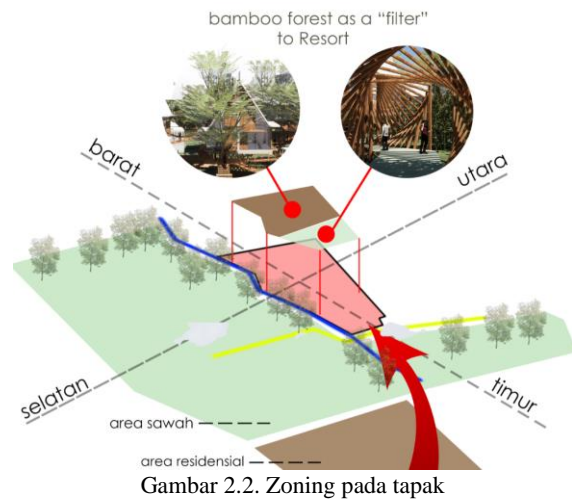 bamboo forest as a “filter”
to Resort
barat
utara
selatan
timur
area sawah
area residensial
Gambar 2.2. Zoning pada tapak